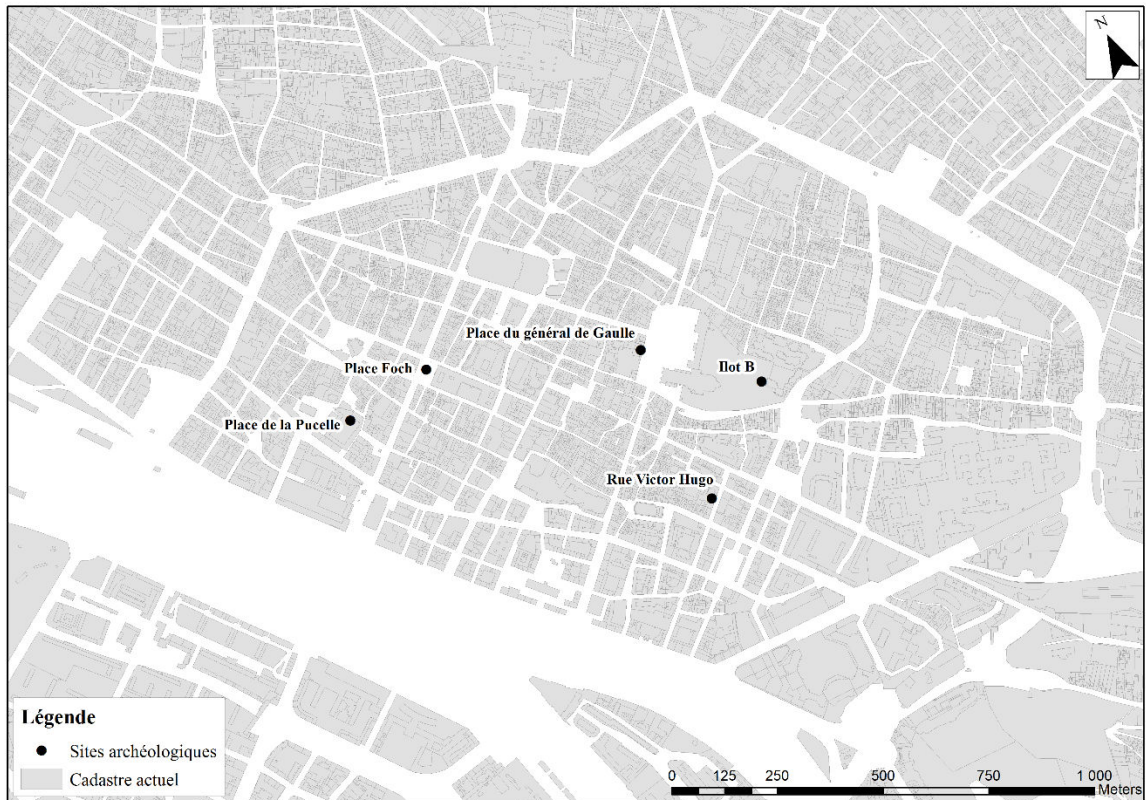 N
Place du général de Gaulle
Place Foch
Ilot B
Place de la Pucelle
Rue Victor Hugo
Légende
Sites archéologiques
Cadastre actuel
0 125 250 500 750 1 000
Meters